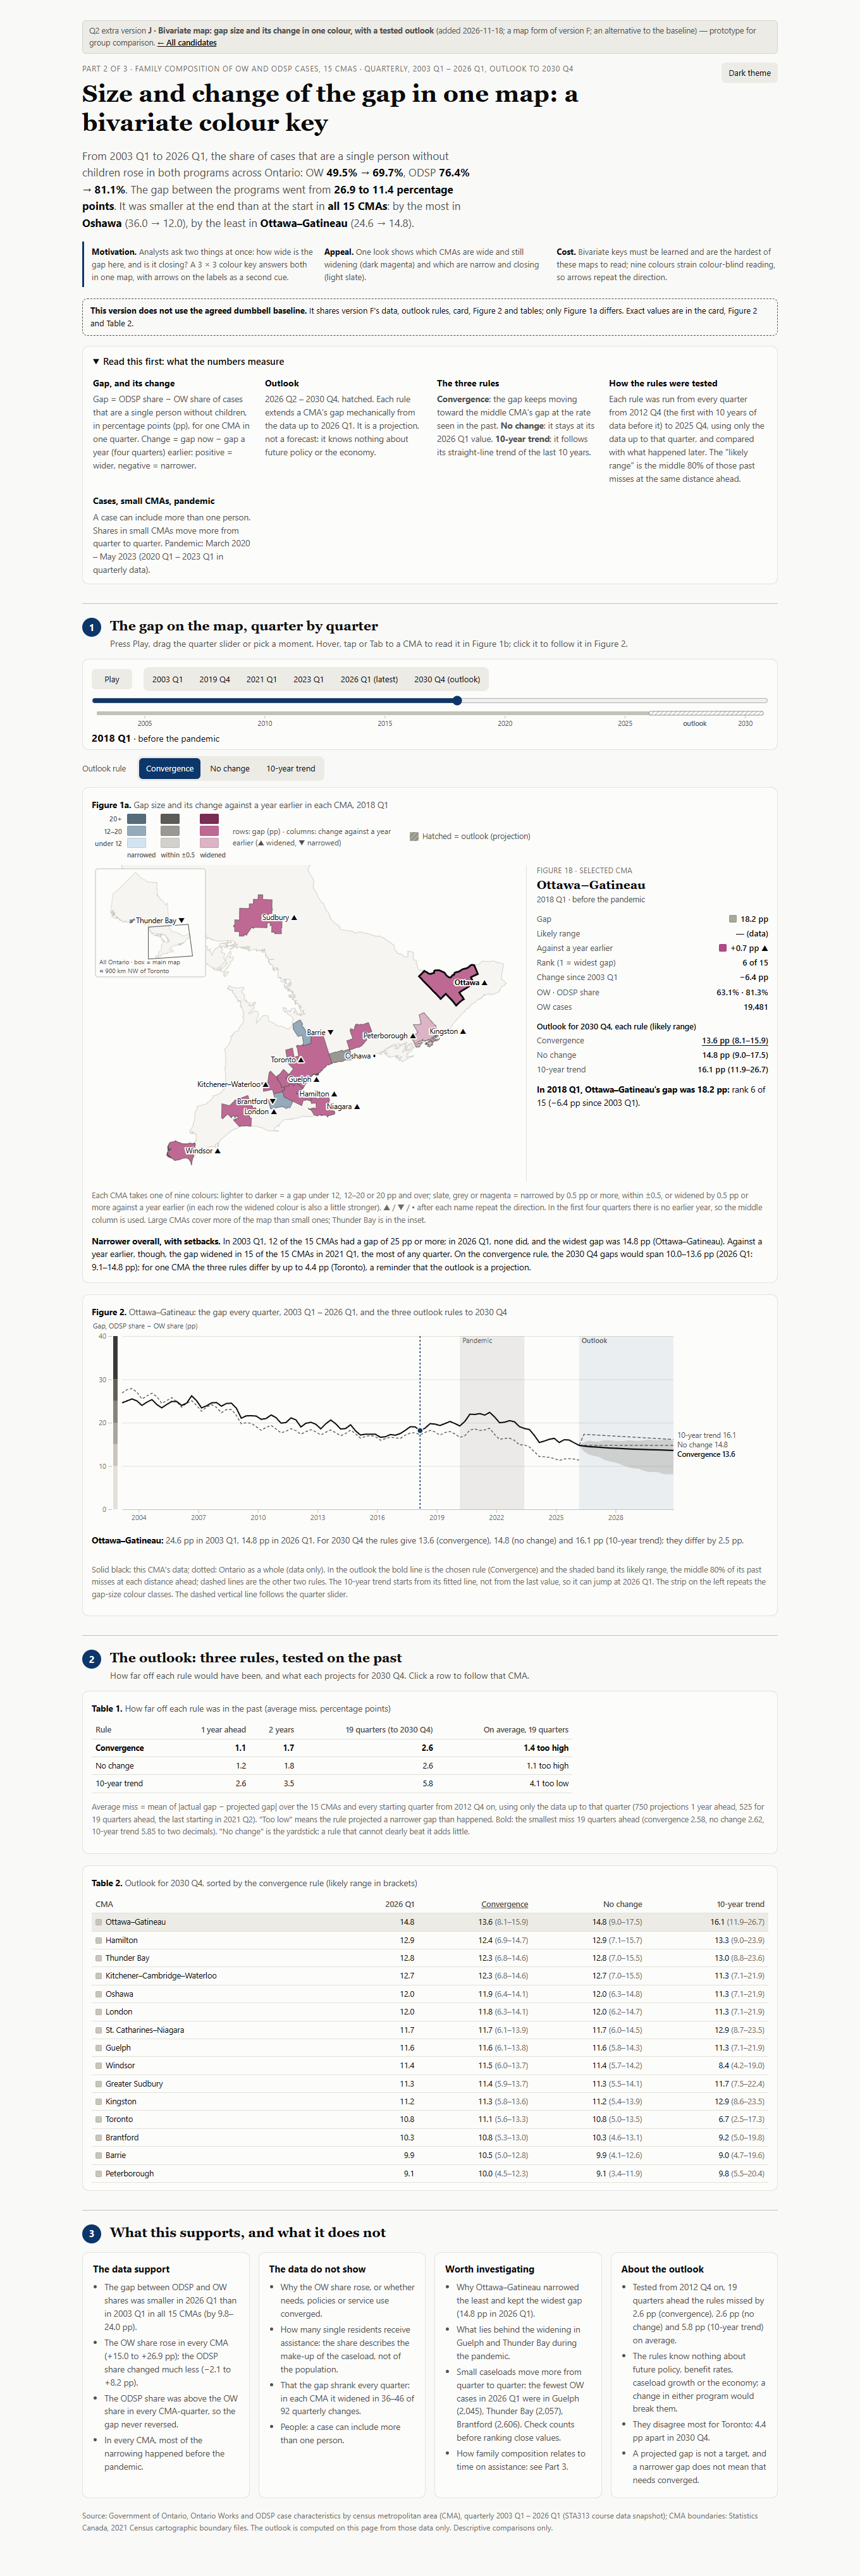 Q2 extra version J · Bivariate map: gap size and its change in one colour, with a tested outlook (added 2026-11-18; a map form of version F; an alternative to the baseline) — prototype for
group comparison. ← All candidates
PART 2 OF 3 · FAMILY COMPOSITION OF OW AND ODSP CASES, 15 CMAS · QUARTERLY, 2003 Q1 – 2026 Q1, OUTLOOK TO 2030 Q4
Dark theme
Size and change of the gap in one map: a
bivariate colour key
From 2003 Q1 to 2026 Q1, the share of cases that are a single person without
children rose in both programs across Ontario: OW 49.5% → 69.7%, ODSP 76.4%
→ 81.1%. The gap between the programs went from 26.9 to 11.4 percentage
points. It was smaller at the end than at the start in all 15 CMAs: by the most in
Oshawa (36.0 → 12.0), by the least in Ottawa–Gatineau (24.6 → 14.8).
Motivation. Analysts ask two things at once: how wide is the
gap here, and is it closing? A 3 × 3 colour key answers both
in one map, with arrows on the labels as a second cue.
Appeal. One look shows which CMAs are wide and still
widening (dark magenta) and which are narrow and closing
(light slate).
Cost. Bivariate keys must be learned and are the hardest of
these maps to read; nine colours strain colour-blind reading,
so arrows repeat the direction.
This version does not use the agreed dumbbell baseline. It shares version F's data, outlook rules, card, Figure 2 and tables; only Figure 1a differs. Exact values are in the card, Figure 2
and Table 2.
▼ Read this first: what the numbers measure
Gap, and its change
Gap = ODSP share − OW share of cases
that are a single person without children,
in percentage points (pp), for one CMA in
one quarter. Change = gap now − gap a
year (four quarters) earlier: positive =
wider, negative = narrower.
Outlook
2026 Q2 – 2030 Q4, hatched. Each rule
extends a CMA's gap mechanically from
the data up to 2026 Q1. It is a projection,
not a forecast: it knows nothing about
future policy or the economy.
The three rules
Convergence: the gap keeps moving
toward the middle CMA's gap at the rate
seen in the past. No change: it stays at its
2026 Q1 value. 10-year trend: it follows
its straight-line trend of the last 10 years.
How the rules were tested
Each rule was run from every quarter
from 2012 Q4 (the first with 10 years of
data before it) to 2025 Q4, using only the
data up to that quarter, and compared
with what happened later. The "likely
range" is the middle 80% of those past
misses at the same distance ahead.
Cases, small CMAs, pandemic
A case can include more than one person.
Shares in small CMAs move more from
quarter to quarter. Pandemic: March 2020
– May 2023 (2020 Q1 – 2023 Q1 in
quarterly data).
1 The gap on the map, quarter by quarter
Press Play, drag the quarter slider or pick a moment. Hover, tap or Tab to a CMA to read it in Figure 1b; click it to follow it in Figure 2.
Play 2003 Q1 2019 Q4 2021 Q1 2023 Q1 2026 Q1 (latest) 2030 Q4 (outlook)
2005 2010 2015 2020 2025 outlook 2030
2018 Q1 · before the pandemic
Outlook rule Convergence No change 10-year trend
Figure 1a. Gap size and its change against a year earlier in each CMA, 2018 Q1
20+
12–20
under 12
narrowed within ±0.5 widened
rows: gap (pp) · columns: change against a year
earlier (▲ widened, ▼ narrowed)
Hatched = outlook (projection)
Thunder Bay ▼
All Ontario · box = main map
≈ 900 km NW of Toronto
Sudbury ▲
Ottawa ▲
Barrie ▼
Peterborough ▲
Kingston ▲
Toronto ▲
Oshawa •
Guelph ▲
Kitchener–Waterloo ▲
Hamilton ▲
Brantford ▼
London ▲
Niagara ▲
Windsor ▲
FIGURE 1B · SELECTED CMA
Ottawa–Gatineau
2018 Q1 · before the pandemic
Gap 18.2 pp
Likely range — (data)
Against a year earlier +0.7 pp ▲
Rank (1 = widest gap) 6 of 15
Change since 2003 Q1 −6.4 pp
OW · ODSP share 63.1% · 81.3%
OW cases 19,481
Outlook for 2030 Q4, each rule (likely range)
Convergence 13.6 pp (8.1–15.9)
No change 14.8 pp (9.0–17.5)
10-year trend 16.1 pp (11.9–26.7)
In 2018 Q1, Ottawa–Gatineau's gap was 18.2 pp: rank 6 of
15 (−6.4 pp since 2003 Q1).
Each CMA takes one of nine colours: lighter to darker = a gap under 12, 12–20 or 20 pp and over; slate, grey or magenta = narrowed by 0.5 pp or more, within ±0.5, or widened by 0.5 pp or
more against a year earlier (in each row the widened colour is also a little stronger). ▲ / ▼ / • after each name repeat the direction. In the first four quarters there is no earlier year, so the middle
column is used. Large CMAs cover more of the map than small ones; Thunder Bay is in the inset.
Narrower overall, with setbacks. In 2003 Q1, 12 of the 15 CMAs had a gap of 25 pp or more; in 2026 Q1, none did, and the widest gap was 14.8 pp (Ottawa–Gatineau). Against a
year earlier, though, the gap widened in 15 of the 15 CMAs in 2021 Q1, the most of any quarter. On the convergence rule, the 2030 Q4 gaps would span 10.0–13.6 pp (2026 Q1:
9.1–14.8 pp); for one CMA the three rules differ by up to 4.4 pp (Toronto), a reminder that the outlook is a projection.
Figure 2. Ottawa–Gatineau: the gap every quarter, 2003 Q1 – 2026 Q1, and the three outlook rules to 2030 Q4
Gap, ODSP share − OW share (pp)
40
30
20
10
0
Pandemic
Outlook
10-year trend 16.1
No change 14.8
Convergence 13.6
2004 2007 2010 2013 2016 2019 2022 2025 2028
Ottawa–Gatineau: 24.6 pp in 2003 Q1, 14.8 pp in 2026 Q1. For 2030 Q4 the rules give 13.6 (convergence), 14.8 (no change) and 16.1 pp (10-year trend); they differ by 2.5 pp.
Solid black: this CMA's data; dotted: Ontario as a whole (data only). In the outlook the bold line is the chosen rule (Convergence) and the shaded band its likely range, the middle 80% of its past
misses at each distance ahead; dashed lines are the other two rules. The 10-year trend starts from its fitted line, not from the last value, so it can jump at 2026 Q1. The strip on the left repeats the
gap-size colour classes. The dashed vertical line follows the quarter slider.
2 The outlook: three rules, tested on the past
How far off each rule would have been, and what each projects for 2030 Q4. Click a row to follow that CMA.
Table 1. How far off each rule was in the past (average miss, percentage points)
Rule 1 year ahead 2 years 19 quarters (to 2030 Q4) On average, 19 quarters
Convergence 1.1 1.7 2.6 1.4 too high
No change 1.2 1.8 2.6 1.1 too high
10-year trend 2.6 3.5 5.8 4.1 too low
Average miss = mean of |actual gap − projected gap| over the 15 CMAs and every starting quarter from 2012 Q4 on, using only the data up to that quarter (750 projections 1 year ahead, 525 for
19 quarters ahead, the last starting in 2021 Q2). "Too low" means the rule projected a narrower gap than happened. Bold: the smallest miss 19 quarters ahead (convergence 2.58, no change 2.62,
10-year trend 5.85 to two decimals). "No change" is the yardstick: a rule that cannot clearly beat it adds little.
Table 2. Outlook for 2030 Q4, sorted by the convergence rule (likely range in brackets)
CMA 2026 Q1 Convergence No change 10-year trend
Ottawa–Gatineau 14.8 13.6 (8.1–15.9) 14.8 (9.0–17.5) 16.1 (11.9–26.7)
Hamilton 12.9 12.4 (6.9–14.7) 12.9 (7.1–15.7) 13.3 (9.0–23.9)
Thunder Bay 12.8 12.3 (6.8–14.6) 12.8 (7.0–15.5) 13.0 (8.8–23.6)
Kitchener–Cambridge–Waterloo 12.7 12.3 (6.8–14.6) 12.7 (7.0–15.5) 11.3 (7.1–21.9)
Oshawa 12.0 11.9 (6.4–14.1) 12.0 (6.3–14.8) 11.3 (7.1–21.9)
London 12.0 11.8 (6.3–14.1) 12.0 (6.2–14.7) 11.3 (7.1–21.9)
St. Catharines–Niagara 11.7 11.7 (6.1–13.9) 11.7 (6.0–14.5) 12.9 (8.7–23.5)
Guelph 11.6 11.6 (6.1–13.8) 11.6 (5.8–14.3) 11.3 (7.1–21.9)
Windsor 11.4 11.5 (6.0–13.7) 11.4 (5.7–14.2) 8.4 (4.2–19.0)
Greater Sudbury 11.3 11.4 (5.9–13.7) 11.3 (5.5–14.1) 11.7 (7.5–22.4)
Kingston 11.2 11.3 (5.8–13.6) 11.2 (5.4–13.9) 12.9 (8.6–23.5)
Toronto 10.8 11.1 (5.6–13.3) 10.8 (5.0–13.5) 6.7 (2.5–17.3)
Brantford 10.3 10.8 (5.3–13.0) 10.3 (4.6–13.1) 9.2 (5.0–19.8)
Barrie 9.9 10.5 (5.0–12.8) 9.9 (4.1–12.6) 9.0 (4.7–19.6)
Peterborough 9.1 10.0 (4.5–12.3) 9.1 (3.4–11.9) 9.8 (5.5–20.4)
3 What this supports, and what it does not
The data support
• The gap between ODSP and OW
shares was smaller in 2026 Q1 than
in 2003 Q1 in all 15 CMAs (by 9.8–
24.0 pp).
• The OW share rose in every CMA
(+15.0 to +26.9 pp); the ODSP
share changed much less (−2.1 to
+8.2 pp).
• The ODSP share was above the OW
share in every CMA-quarter, so the
gap never reversed.
• In every CMA, most of the
narrowing happened before the
pandemic.
The data do not show
• Why the OW share rose, or whether
needs, policies or service use
converged.
• How many single residents receive
assistance: the share describes the
make-up of the caseload, not of
the population.
• That the gap shrank every quarter:
in each CMA it widened in 36–46 of
92 quarterly changes.
• People: a case can include more
than one person.
Worth investigating
• Why Ottawa–Gatineau narrowed
the least and kept the widest gap
(14.8 pp in 2026 Q1).
• What lies behind the widening in
Guelph and Thunder Bay during
the pandemic.
• Small caseloads move more from
quarter to quarter: the fewest OW
cases in 2026 Q1 were in Guelph
(2,045), Thunder Bay (2,057),
Brantford (2,606). Check counts
before ranking close values.
• How family composition relates to
time on assistance: see Part 3.
About the outlook
• Tested from 2012 Q4 on, 19
quarters ahead the rules missed by
2.6 pp (convergence), 2.6 pp (no
change) and 5.8 pp (10-year trend)
on average.
• The rules know nothing about
future policy, benefit rates,
caseload growth or the economy; a
change in either program would
break them.
• They disagree most for Toronto: 4.4
pp apart in 2030 Q4.
• A projected gap is not a target, and
a narrower gap does not mean that
needs converged.
Source: Government of Ontario, Ontario Works and ODSP case characteristics by census metropolitan area (CMA), quarterly 2003 Q1 – 2026 Q1 (STA313 course data snapshot); CMA boundaries: Statistics
Canada, 2021 Census cartographic boundary files. The outlook is computed on this page from those data only. Descriptive comparisons only.